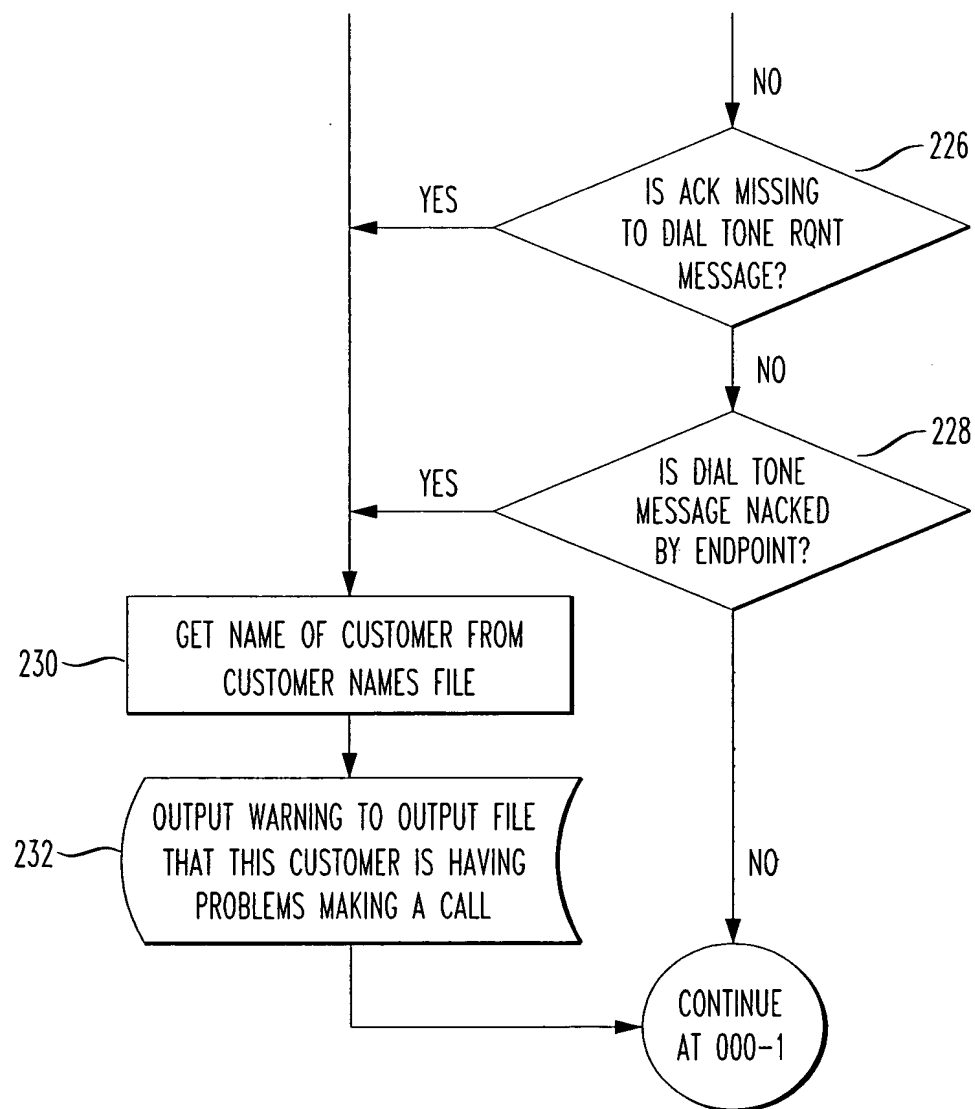 NO
226
IS ACK MISSING
TO DIAL TONE RQNT
MESSAGE?
YES
NO
228
IS DIAL TONE
MESSAGE NACKED
BY ENDPOINT?
YES
230
GET NAME OF CUSTOMER FROM
CUSTOMER NAMES FILE
232
OUTPUT WARNING TO OUTPUT FILE
THAT THIS CUSTOMER IS HAVING
PROBLEMS MAKING A CALL
NO
CONTINUE
AT 000-1